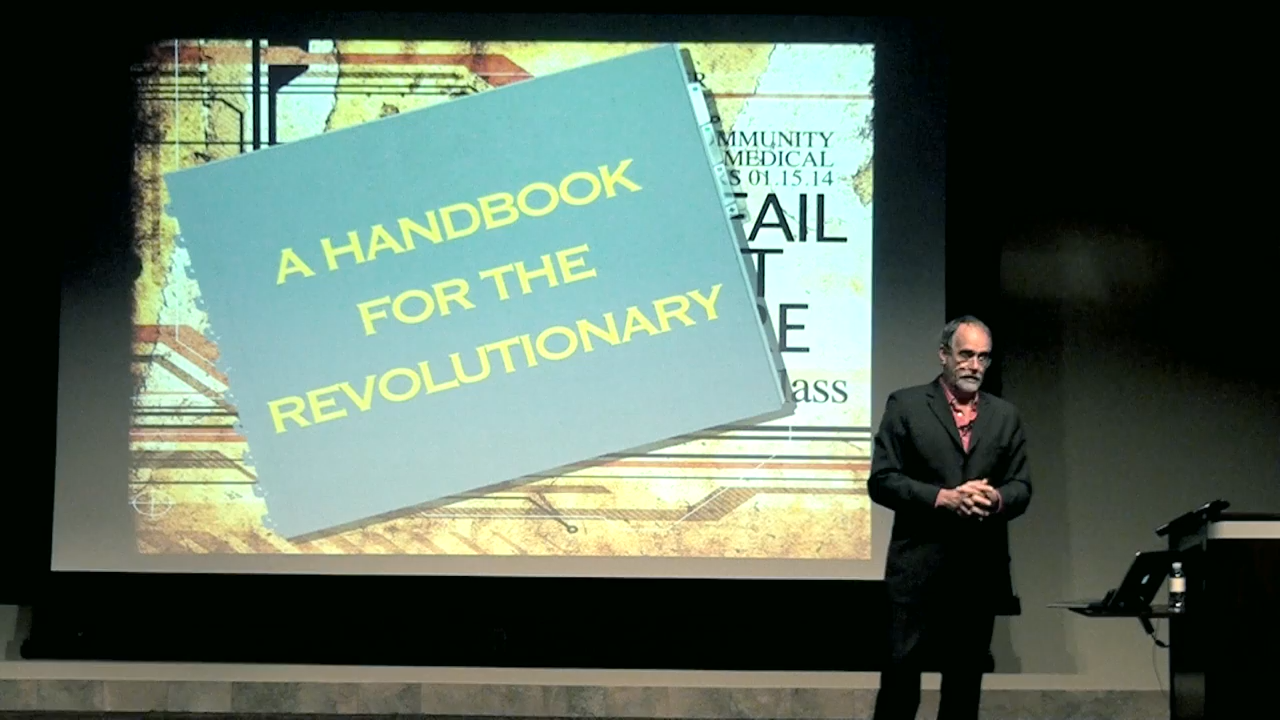 A HANDBOOK
FOR THE
REVOLUTIONARY
MMUNITY
MEDICAL
S 01.15.14
AIL
T
E
ass